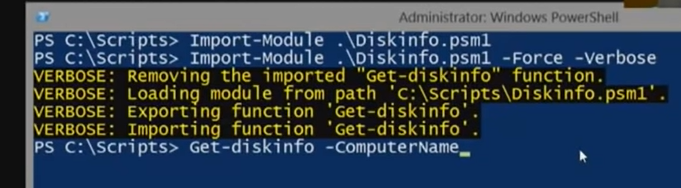 Administrator: Windows PowerShell
PS C:\Scripts> Import-Module .\Diskinfo.psm1
PS C:\Scripts> Import-Module .\Diskinfo.psm1 -Force -Verbose
VERBOSE: Removing the imported "Get-diskinfo" function.
VERBOSE: Loading module from path 'C:\Scripts\Diskinfo.psm1'.
VERBOSE: Exporting function 'Get-diskinfo'.
VERBOSE: Importing function 'Get-diskinfo'.
PS C:\Scripts> Get-diskinfo -ComputerName_